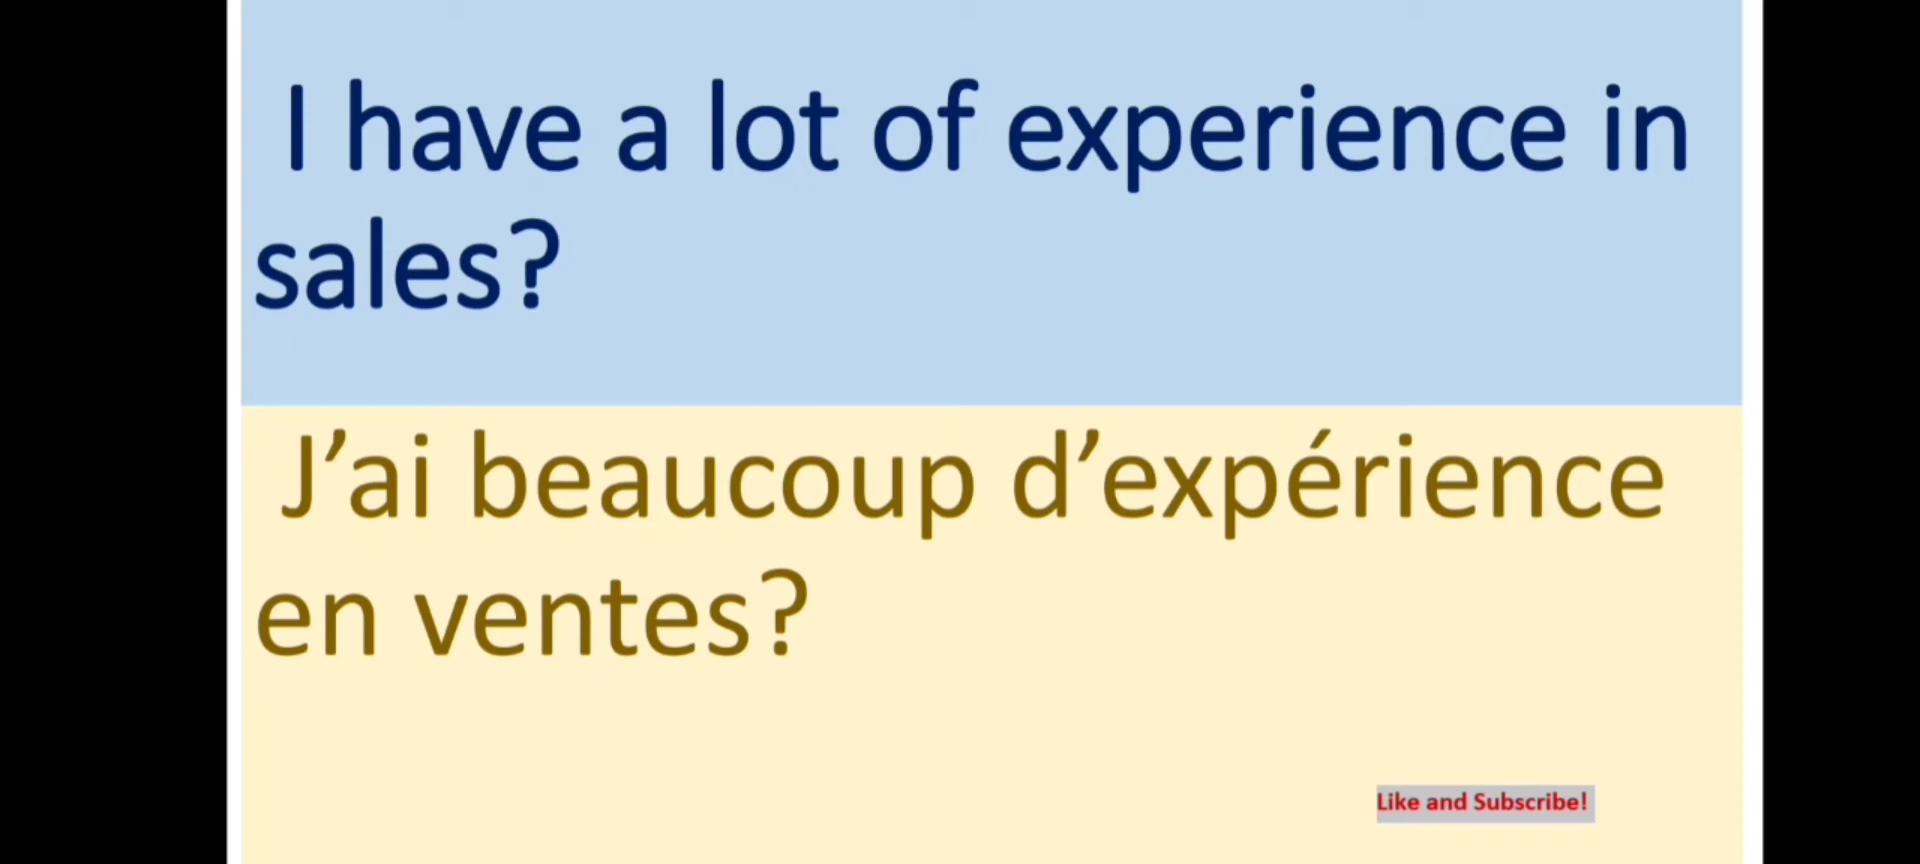 I have a lot of experience in
sales?
J’ai beaucoup d’expérience
en ventes?
Like and Subscribe!